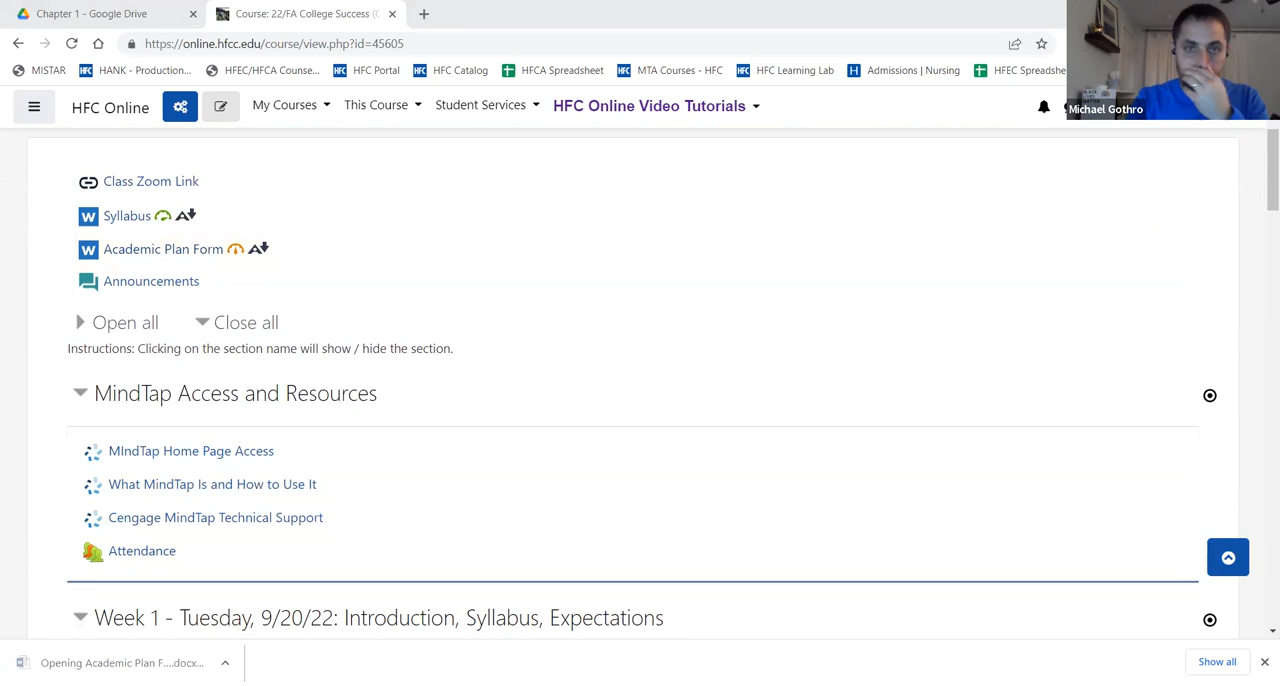 Chapter 1 - Google Drive
Course: 22/FA College Success (
https://online.hfcc.edu/course/view.php?id=45605
MISTAR
HANK - Production...
HFEC/HFCA Counse...
HFC Portal
HFC Catalog
HFCA Spreadsheet
MTA Courses - HFC
HFC Learning Lab
Admissions | Nursing
HFEC Spreadshe
HFC Online
My Courses
This Course
Student Services
HFC Online Video Tutorials
Michael Gothro
Class Zoom Link
Syllabus
Academic Plan Form
Announcements
Open all
Close all
Instructions: Clicking on the section name will show / hide the section.
MindTap Access and Resources
MIndTap Home Page Access
What MindTap Is and How to Use It
Cengage MindTap Technical Support
Attendance
Week 1 - Tuesday, 9/20/22: Introduction, Syllabus, Expectations
Opening Academic Plan F....docx...
Show all